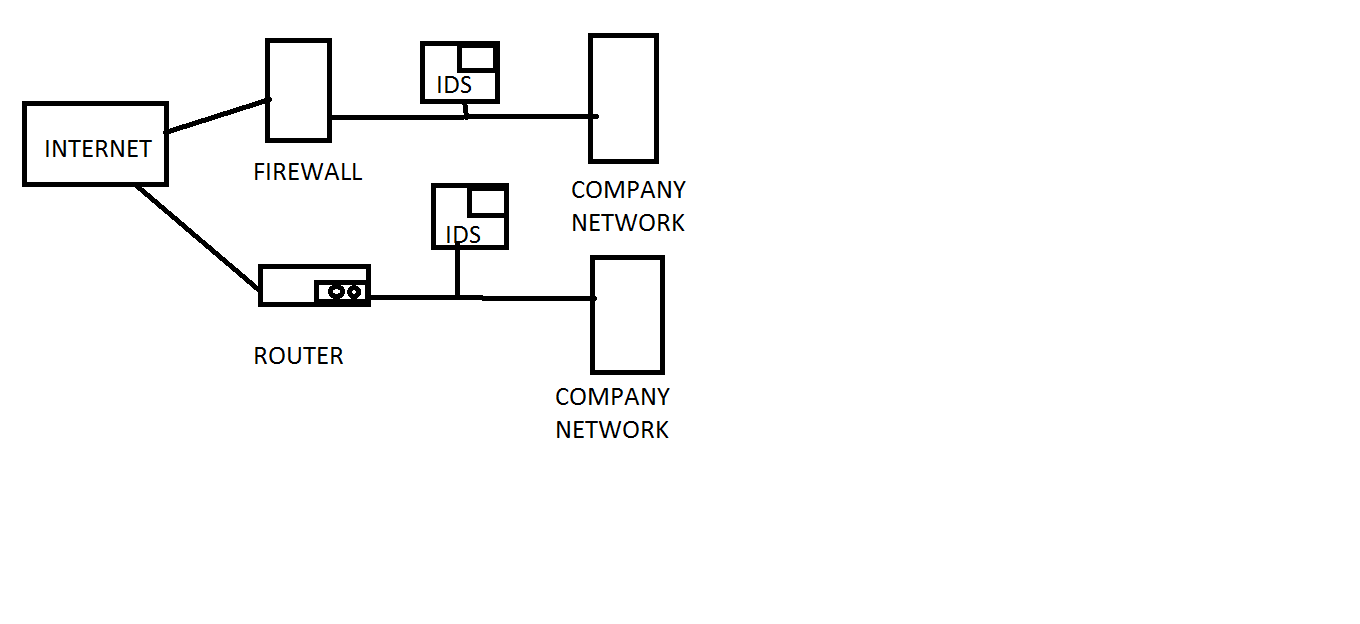 IDS
INTERNET
FIREWALL
COMPANY
NETWORK
IDS
ROUTER
COMPANY
NETWORK